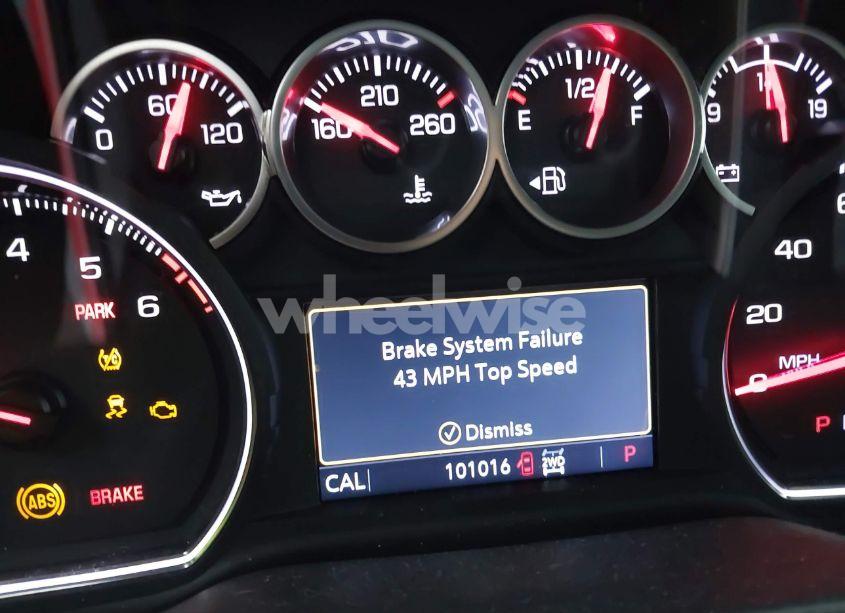 0 60 120
160 210 260
E 1/2 F
9 14 19
4 5 6
PARK
ABS
BRAKE
wheelwise
Brake System Failure
43 MPH Top Speed
Dismiss
CAL 101016 2WD P
40
20
0
MPH
P